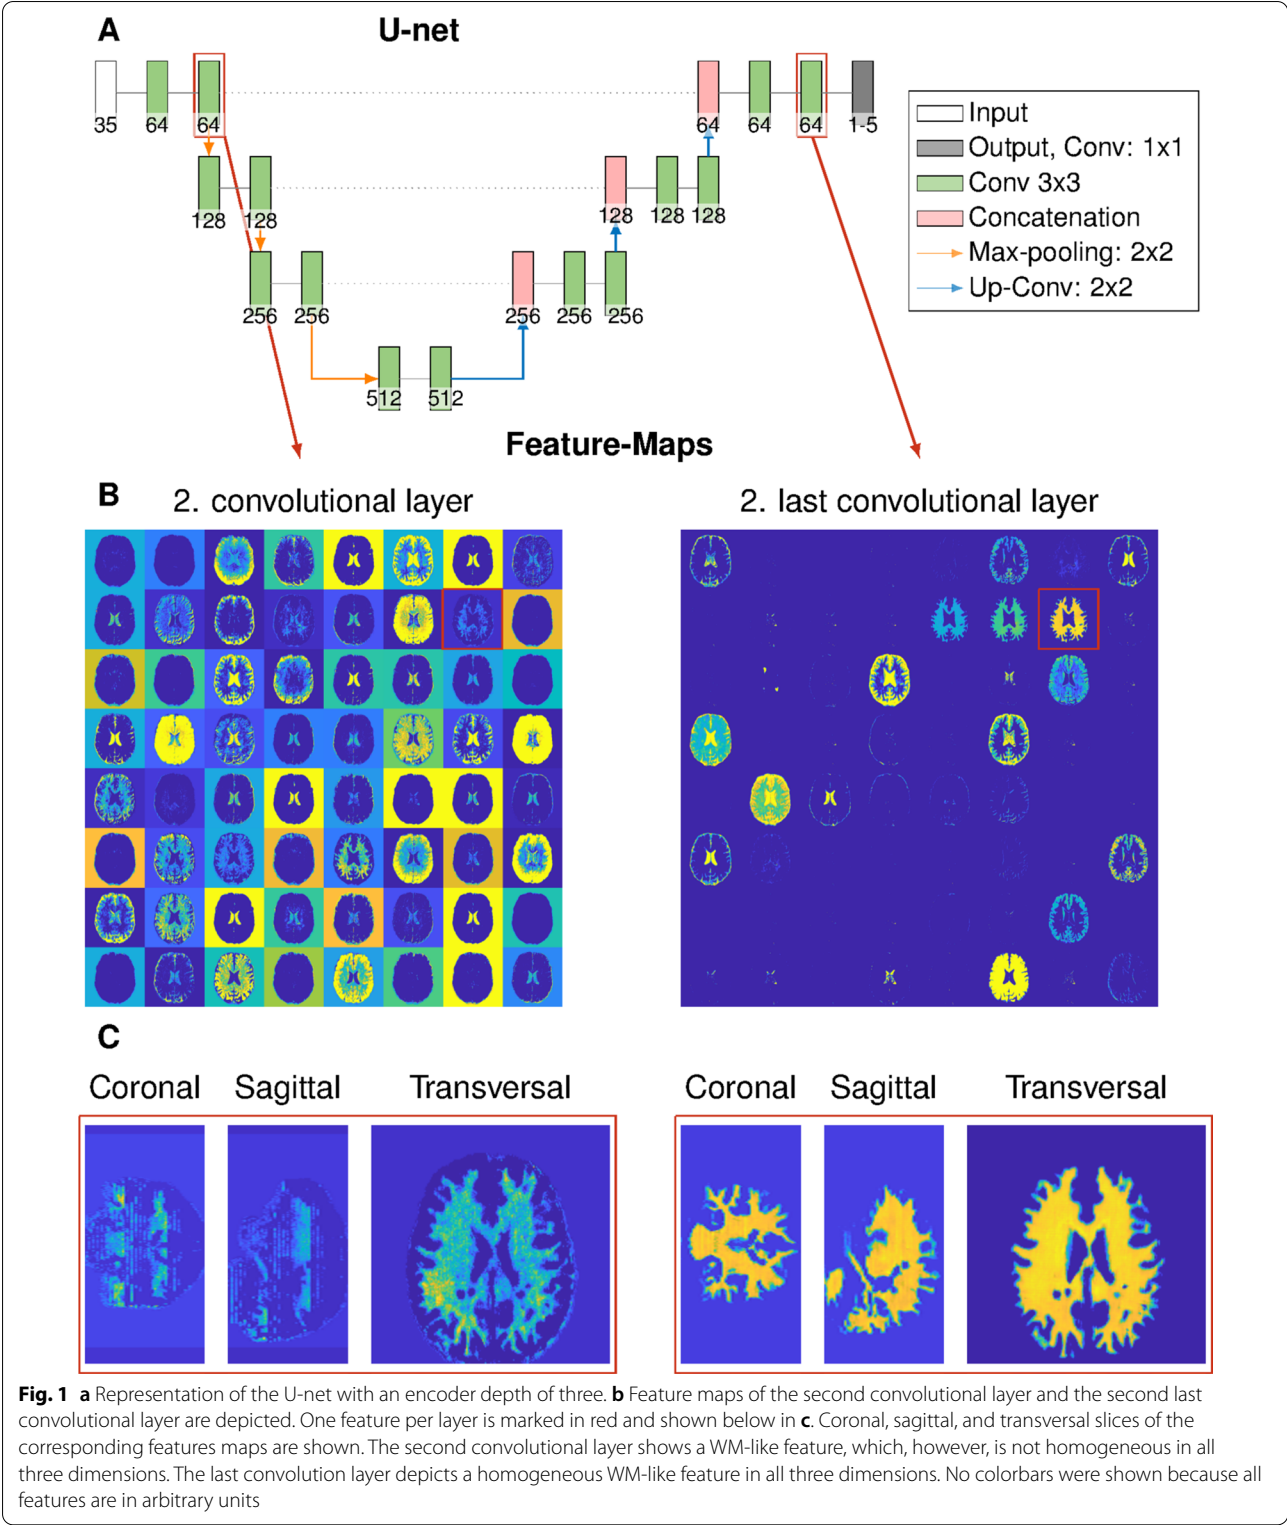 A
U-net
35 64 64 64 64 64 1-5
128 128 128 128 128
256 256 256 256 256
512 512
Input
Output, Conv: 1x1
Conv 3x3
Concatenation
Max-pooling: 2x2
Up-Conv: 2x2
Feature-Maps
B
2. convolutional layer
2. last convolutional layer
C
Coronal Sagittal Transversal
Coronal Sagittal Transversal
Fig. 1 a Representation of the U-net with an encoder depth of three. b Feature maps of the second convolutional layer and the second last
convolutional layer are depicted. One feature per layer is marked in red and shown below in c. Coronal, sagittal, and transversal slices of the
corresponding features maps are shown. The second convolutional layer shows a WM-like feature, which, however, is not homogeneous in all
three dimensions. The last convolution layer depicts a homogeneous WM-like feature in all three dimensions. No colorbars were shown because all
features are in arbitrary units